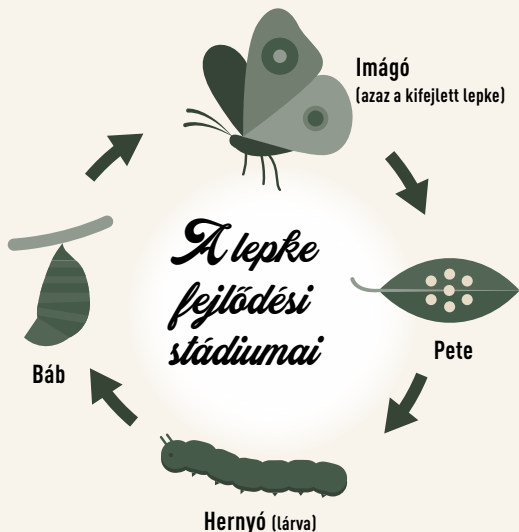 Imágó
(azaz a kifejlett lepke)
A lepke
fejlődési
stádiumai
Pete
Báb
Hernyó (lárva)